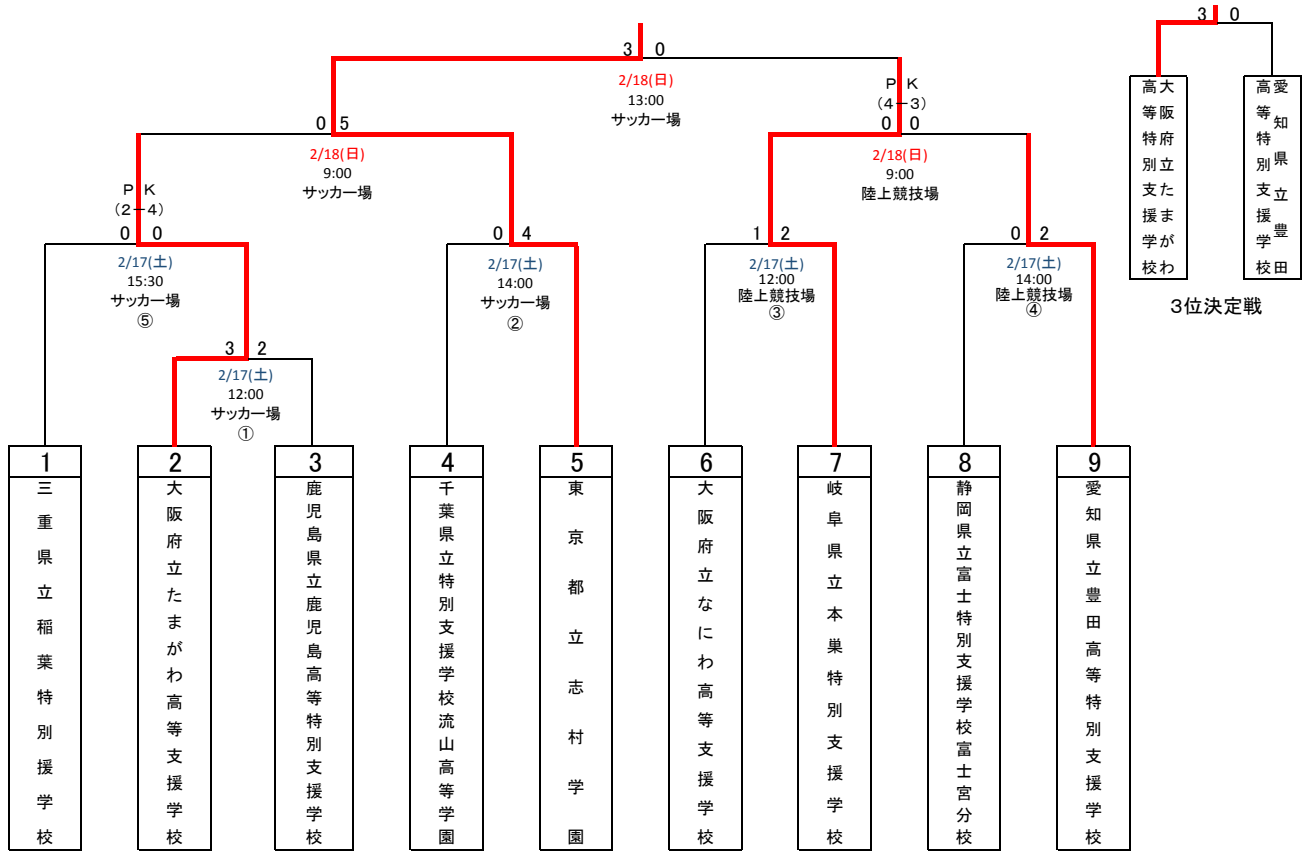 3 0
3 0
2/18(日)
13:00
サッカー場
PK
(4-3)
0 5
0 0
2/18(日)
9:00
サッカー場
2/18(日)
9:00
陸上競技場
大阪府立たまがわ
高等特別支援学校
愛知県立豊田
高等特別支援学校
3位決定戦
PK
(2-4)
0 0
0 4
1 2
0 2
2/17(土)
15:30
サッカー場
⑤
2/17(土)
14:00
サッカー場
②
2/17(土)
12:00
陸上競技場
③
2/17(土)
14:00
陸上競技場
④
3 2
2/17(土)
12:00
サッカー場
①
1
三重県立稲葉特別援学校
2
大阪府立たまがわ高等支援学校
3
鹿児島県立鹿児島高等特別支援学校
4
千葉県立特別支援学校流山高等学園
5
東京都立志村学園
6
大阪府立なにわ高等支援学校
7
岐阜県立本巣特別支援学校
8
静岡県立富士特別支援学校富士宮分校
9
愛知県立豊田高等特別支援学校